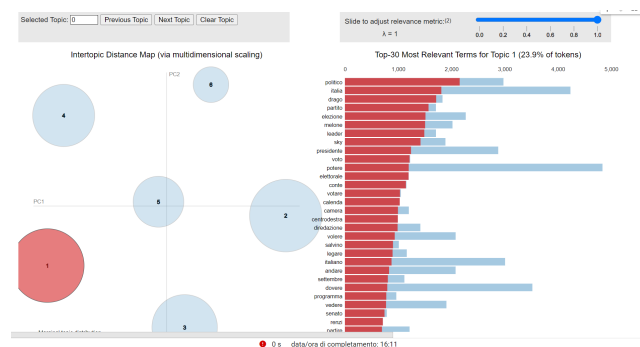 Selected Topic: 0 Previous Topic Next Topic Clear Topic
Slide to adjust relevance metric:(2)
λ = 1
0.0 0.2 0.4 0.6 0.8 1.0
Intertopic Distance Map (via multidimensional scaling)
PC2
PC1
6
4
5
2
1
3
Top-30 Most Relevant Terms for Topic 1 (23.9% of tokens)
0 1,000 2,000 3,000 4,000 5,000
politico
italia
drago
partito
elezione
melone
leader
sky
presidente
voto
potere
elettorale
conte
votare
calenda
camera
centrodestra
diredazione
volere
salvino
legare
italiano
andare
settembre
dovere
programma
vedere
senato
renzi
0 s data/ora di completamento: 16:11